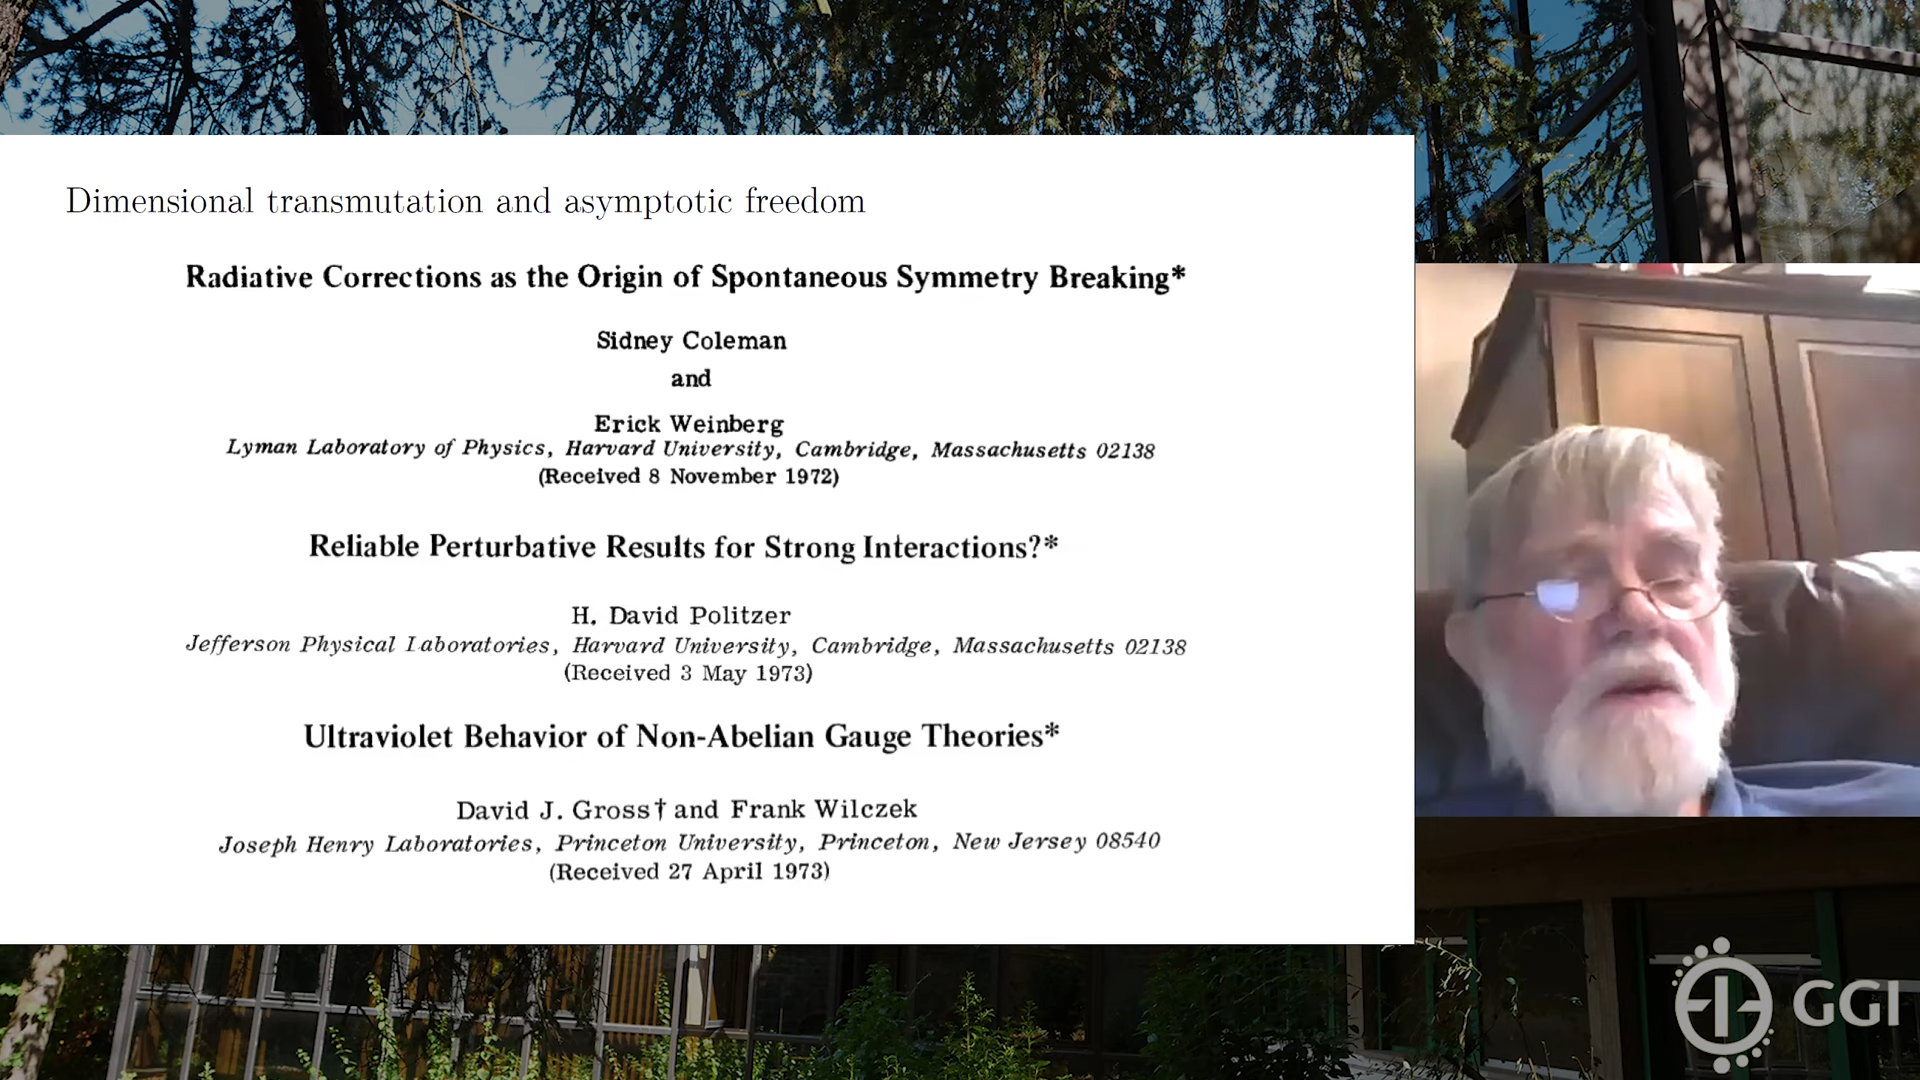 Dimensional transmutation and asymptotic freedom
Radiative Corrections as the Origin of Spontaneous Symmetry Breaking*
Sidney Coleman
and
Erick Weinberg
Lyman Laboratory of Physics, Harvard University, Cambridge, Massachusetts 02138
(Received 8 November 1972)
Reliable Perturbative Results for Strong Interactions?*
H. David Politzer
Jefferson Physical Laboratories, Harvard University, Cambridge, Massachusetts 02138
(Received 3 May 1973)
Ultraviolet Behavior of Non-Abelian Gauge Theories*
David J. Gross† and Frank Wilczek
Joseph Henry Laboratories, Princeton University, Princeton, New Jersey 08540
(Received 27 April 1973)
GGI